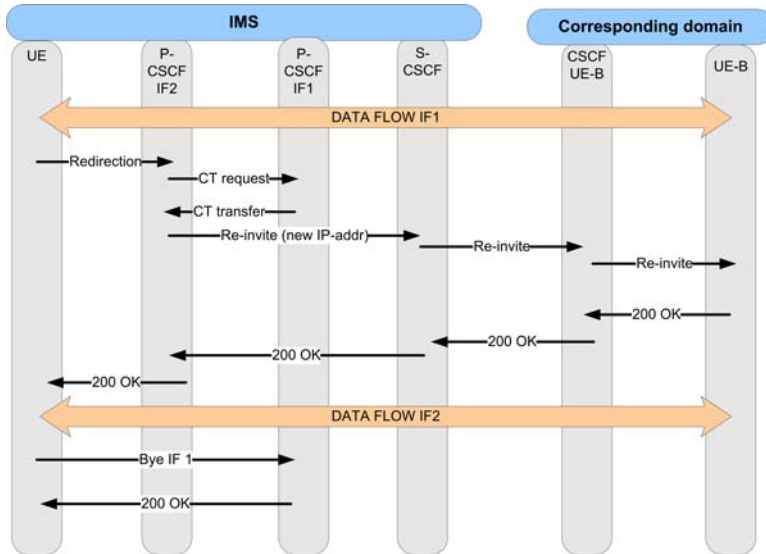 IMS
Corresponding domain
UE
P-
CSCF
IF2
P-
CSCF
IF1
S-
CSCF
CSCF
UE-B
UE-B
DATA FLOW IF1
Redirection
CT request
CT transfer
Re-invite (new IP-addr)
Re-invite
Re-invite
200 OK
200 OK
200 OK
200 OK
DATA FLOW IF2
Bye IF 1
200 OK